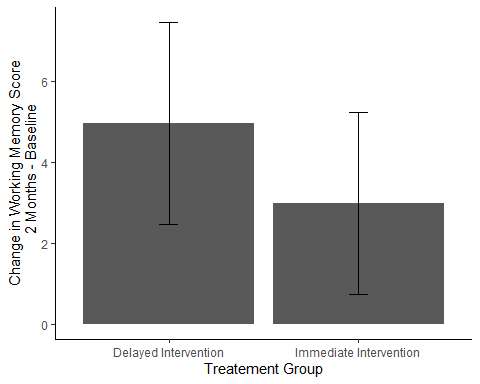 Change in Working Memory Score
2 Months - Baseline
6
4
2
0
Delayed Intervention
Immediate Intervention
Treatement Group